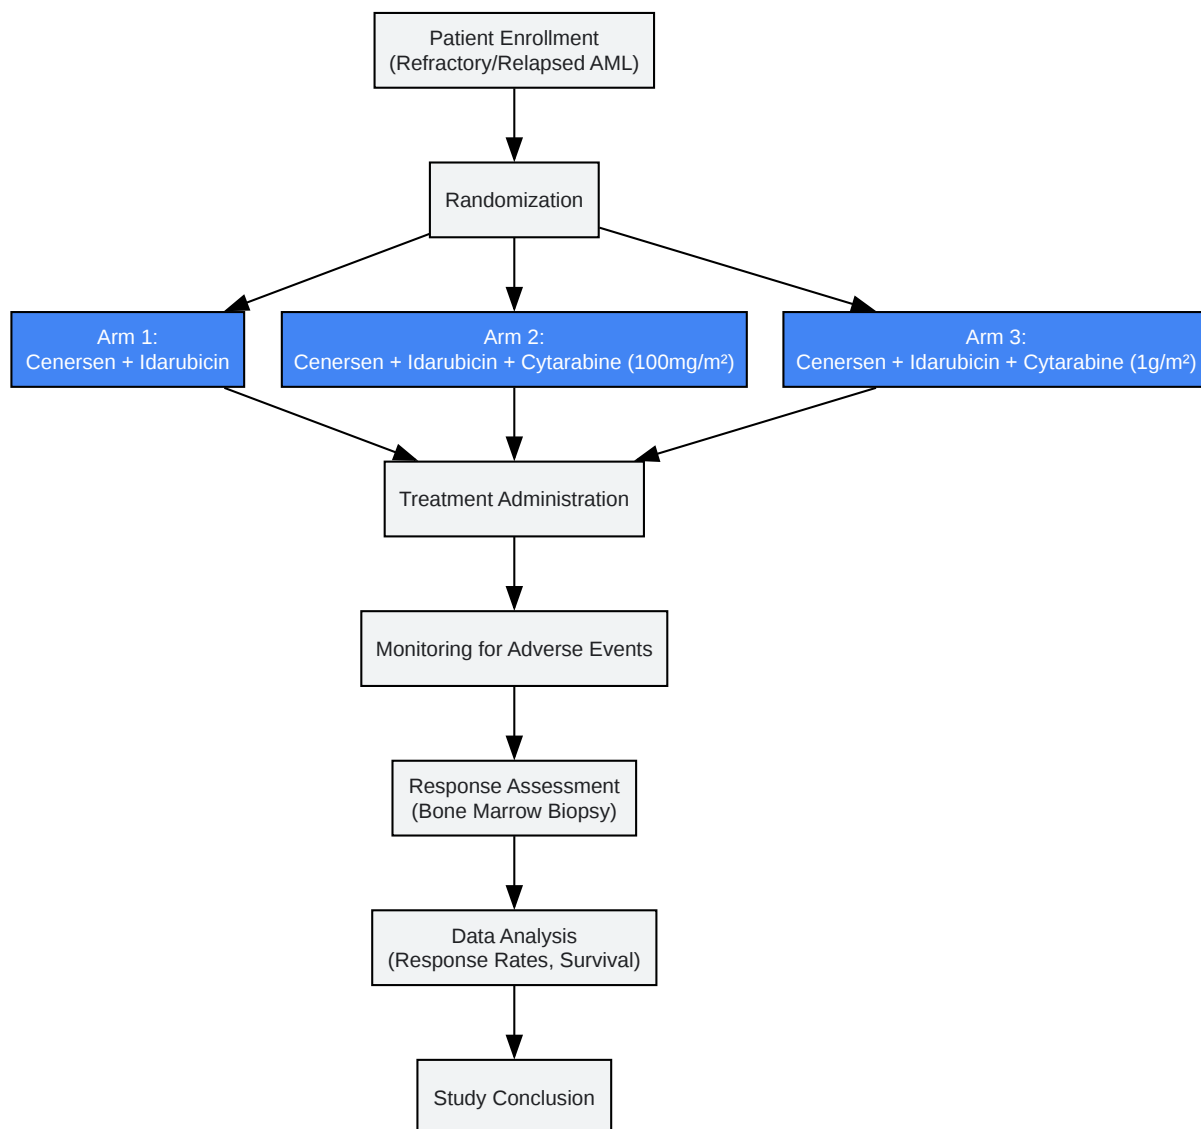 Patient Enrollment
(Refractory/Relapsed AML)
Randomization
Arm 1:
Cenersen + Idarubicin
Arm 2:
Cenersen + Idarubicin + Cytarabine (100mg/m²)
Arm 3:
Cenersen + Idarubicin + Cytarabine (1g/m²)
Treatment Administration
Monitoring for Adverse Events
Response Assessment
(Bone Marrow Biopsy)
Data Analysis
(Response Rates, Survival)
Study Conclusion